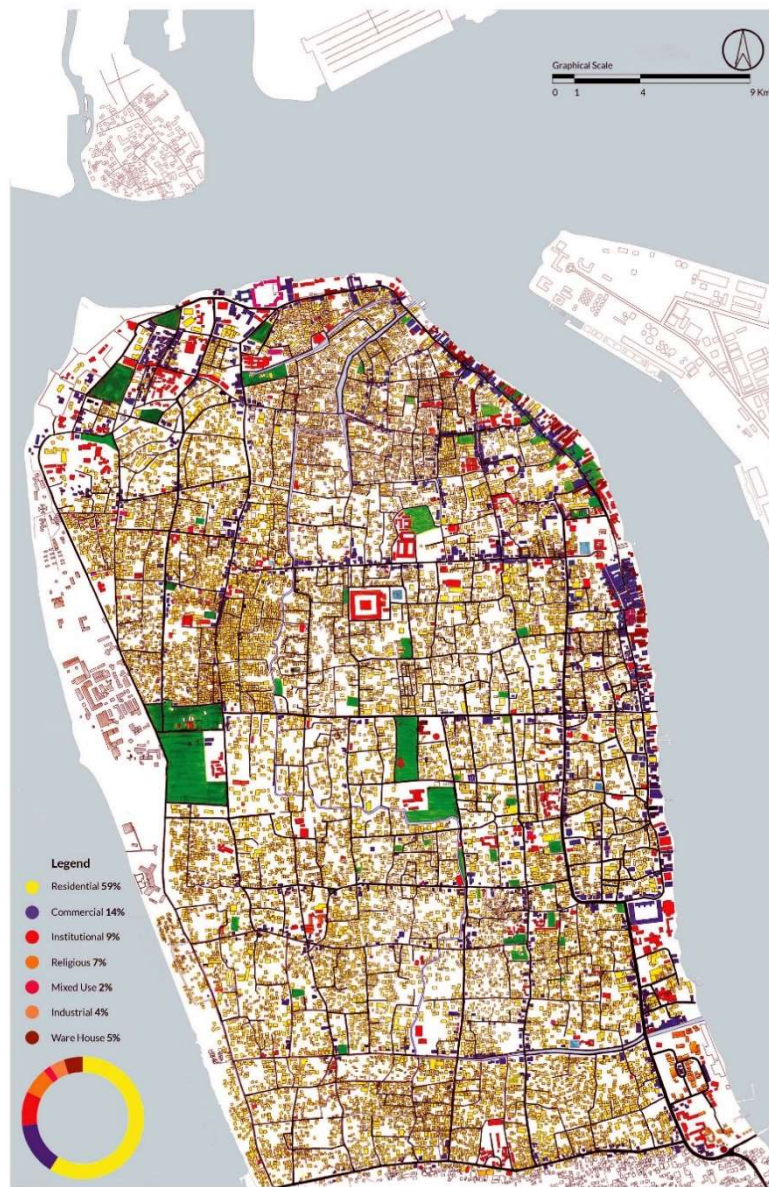 Graphical Scale
0 1 4 9 Km
Legend
Residential 59%
Commercial 14%
Institutional 9%
Religious 7%
Mixed Use 2%
Industrial 4%
Ware House 5%